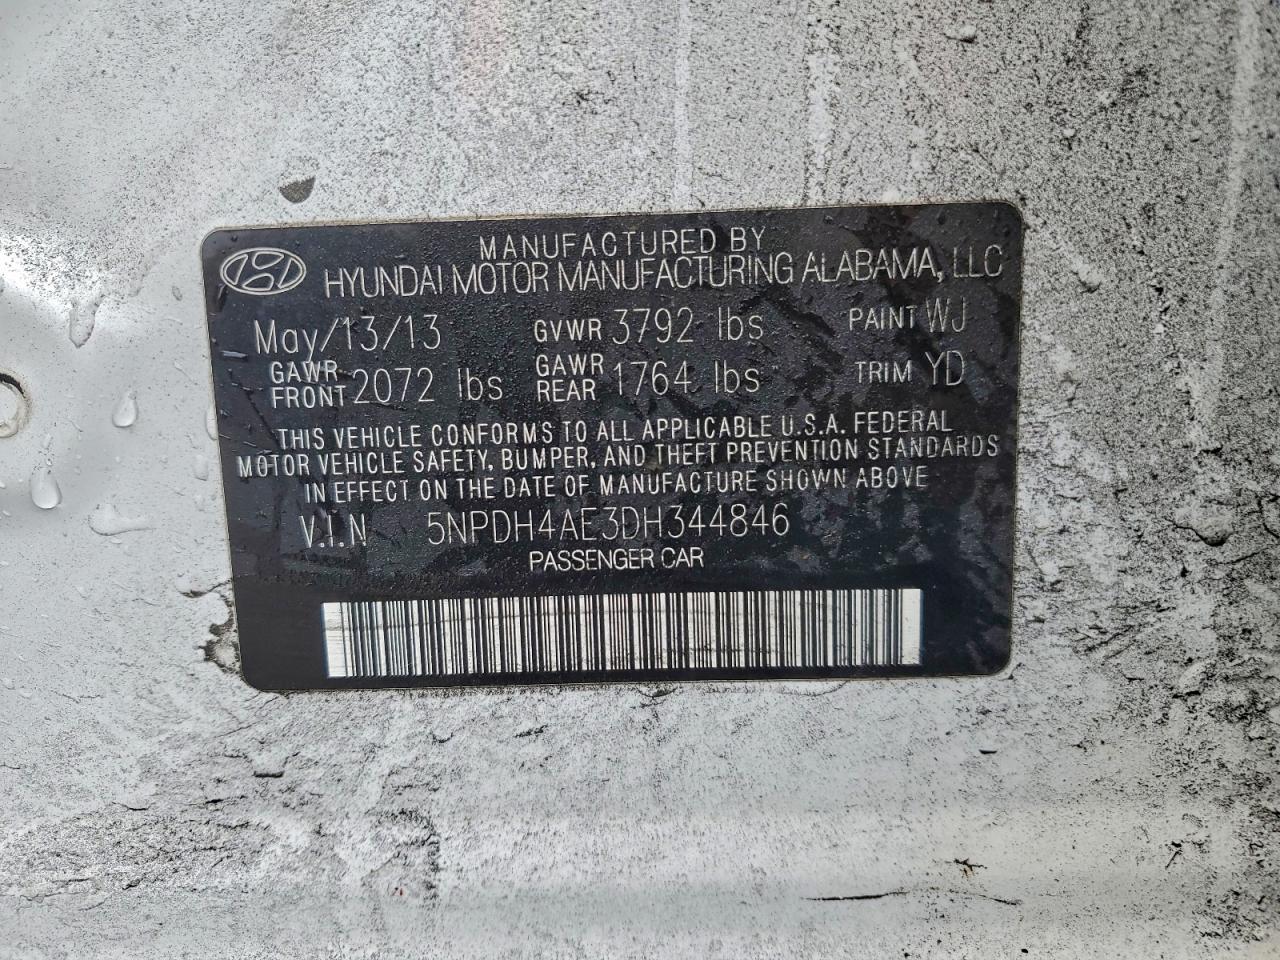 MANUFACTURED BY
HYUNDAI MOTOR MANUFACTURING ALABAMA, LLC
May/13/13 GVWR 3792 lbs PAINT WJ
GAWR FRONT 2072 lbs GAWR REAR 1764 lbs TRIM YD
THIS VEHICLE CONFORMS TO ALL APPLICABLE U.S.A. FEDERAL
MOTOR VEHICLE SAFETY, BUMPER, AND THEFT PREVENTION STANDARDS
IN EFFECT ON THE DATE OF MANUFACTURE SHOWN ABOVE
V.I.N 5NPDH4AE3DH344846
PASSENGER CAR